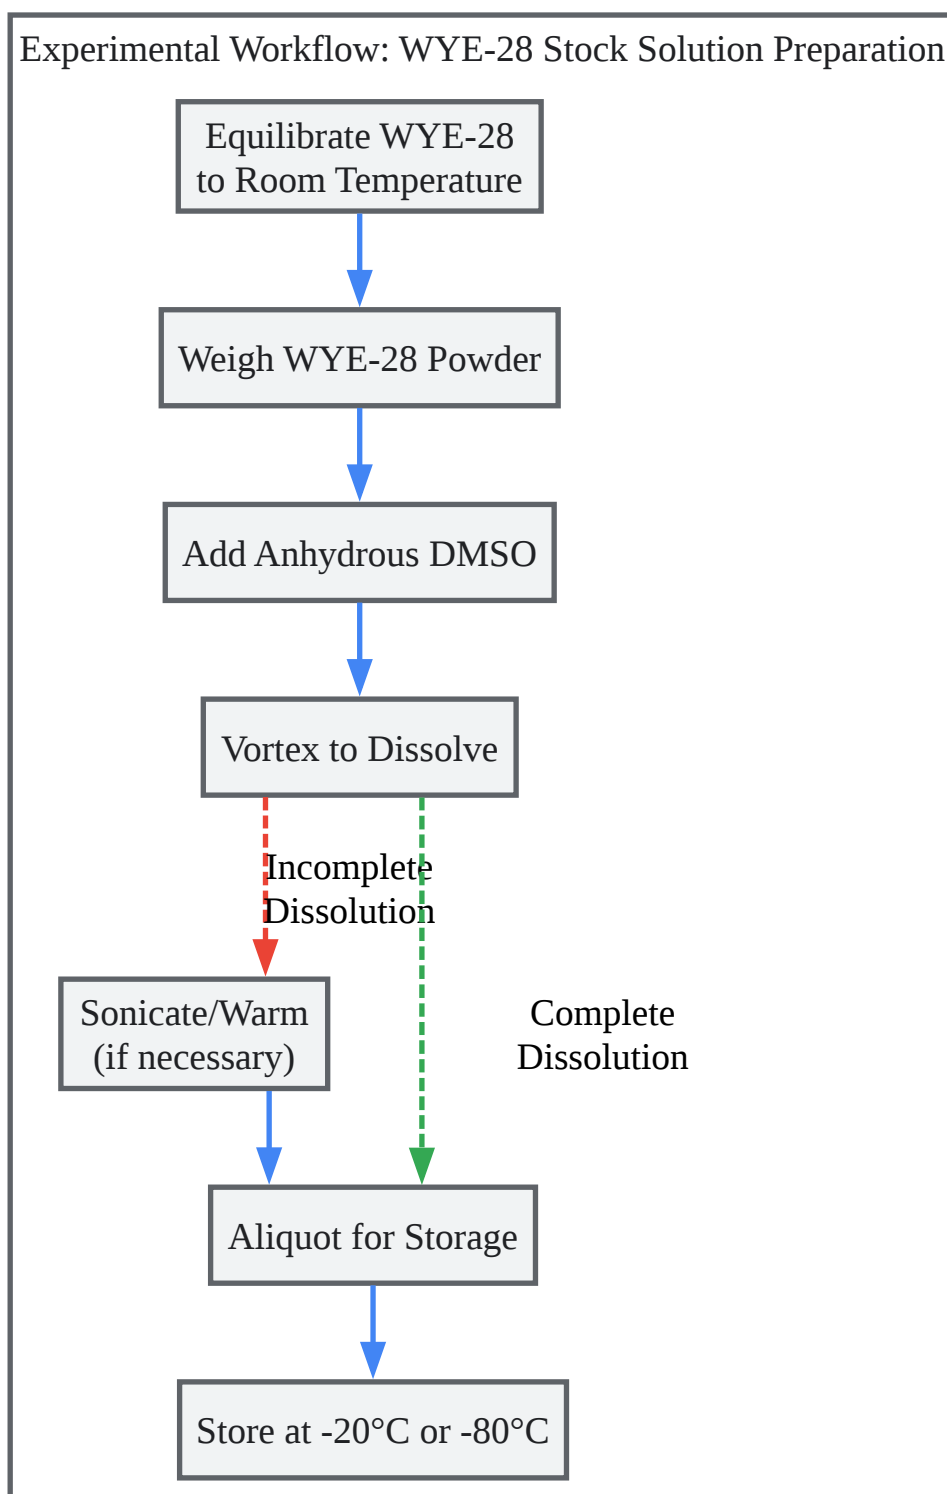 Experimental Workflow: WYE-28 Stock Solution Preparation
Equilibrate WYE-28
to Room Temperature
Weigh WYE-28 Powder
Add Anhydrous DMSO
Vortex to Dissolve
Incomplete
Dissolution
Sonicate/Warm
(if necessary)
Complete
Dissolution
Aliquot for Storage
Store at -20°C or -80°C